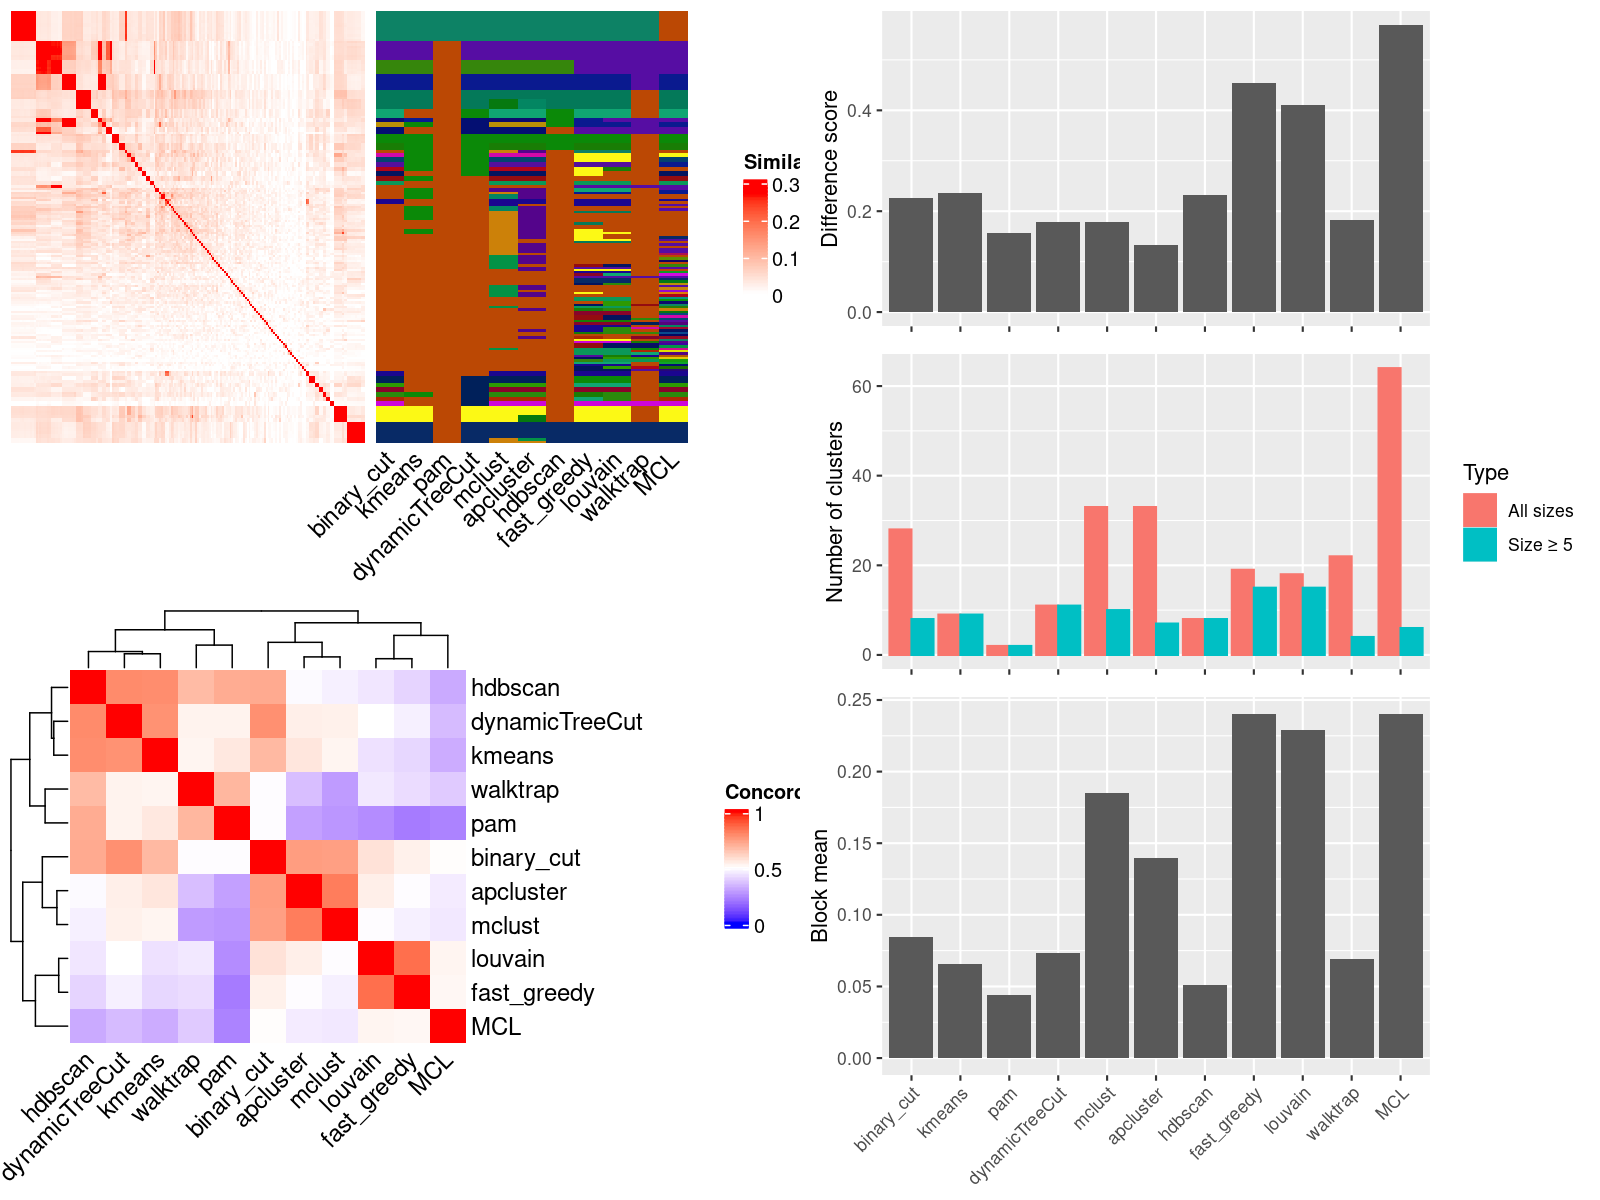 Simila
0.3
0.2
0.1
0
binary_cut
kmeans
pam
dynamicTreeCut
mclust
apcluster
hdbscan
fast_greedy
louvain
walktrap
MCL
Difference score
0.4
0.2
0.0
Number of clusters
60
40
20
0
Type
All sizes
Size ≥ 5
hdbscan
dynamicTreeCut
kmeans
walktrap
pam
binary_cut
apcluster
mclust
louvain
fast_greedy
MCL
hdbscan
dynamicTreeCut
kmeans
walktrap
pam
binary_cut
apcluster
mclust
louvain
fast_greedy
MCL
Concord
1
0.5
0
Block mean
0.25
0.20
0.15
0.10
0.05
0.00
binary_cut
kmeans
pam
dynamicTreeCut
mclust
apcluster
hdbscan
fast_greedy
louvain
walktrap
MCL